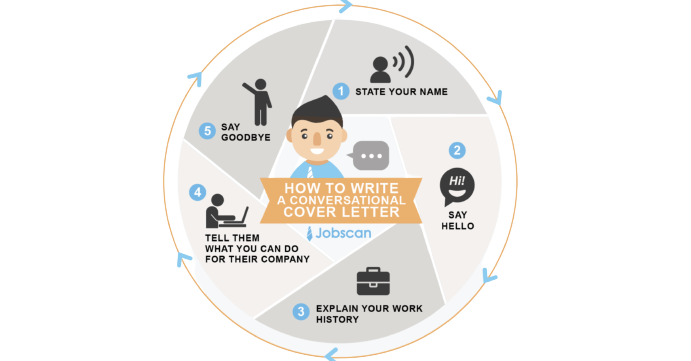 HOW TO WRITE
A CONVERSATIONAL
COVER LETTER
Jobscan
1 STATE YOUR NAME
2
Hi!
SAY
HELLO
3 EXPLAIN YOUR WORK
HISTORY
4
TELL THEM
WHAT YOU CAN DO
FOR THEIR COMPANY
5 SAY
GOODBYE